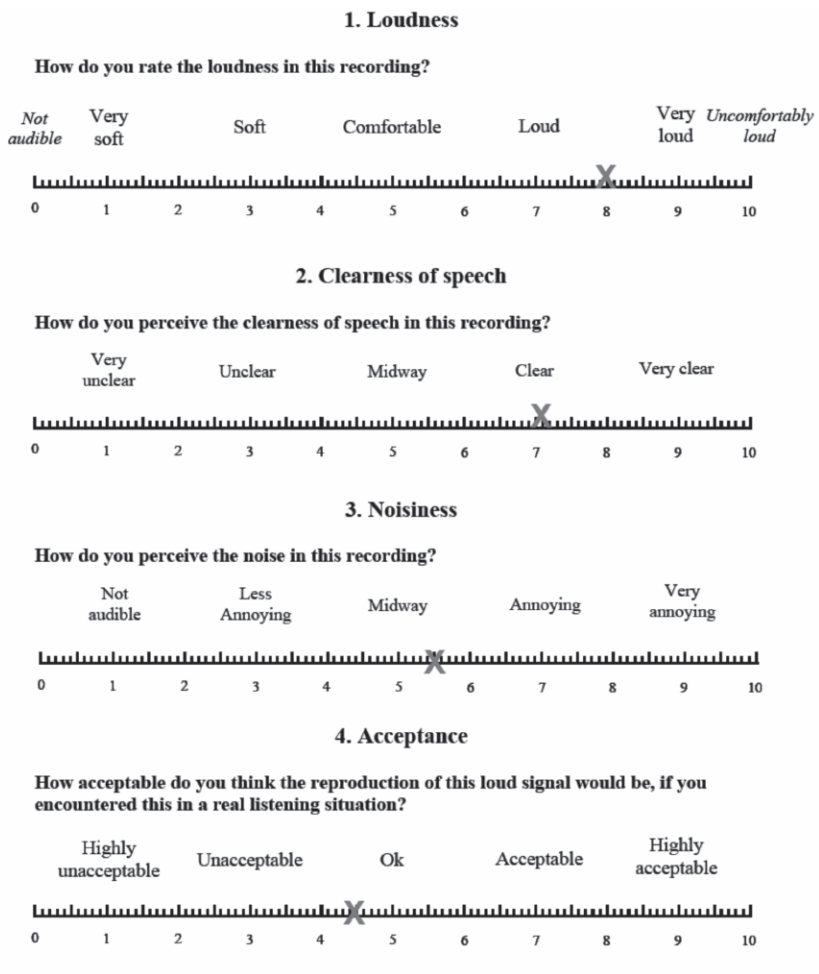 1. Loudness
How do you rate the loudness in this recording?
Not audible
Very soft
Soft
Comfortable
Loud
Very loud
Uncomfortably loud
X
0 1 2 3 4 5 6 7 8 9 10
2. Clearness of speech
How do you perceive the clearness of speech in this recording?
Very unclear
Unclear
Midway
Clear
Very clear
X
0 1 2 3 4 5 6 7 8 9 10
3. Noisiness
How do you perceive the noise in this recording?
Not audible
Less Annoying
Midway
Annoying
Very annoying
X
0 1 2 3 4 5 6 7 8 9 10
4. Acceptance
How acceptable do you think the reproduction of this loud signal would be, if you
encountered this in a real listening situation?
Highly unacceptable
Unacceptable
Ok
Acceptable
Highly acceptable
X
0 1 2 3 4 5 6 7 8 9 10